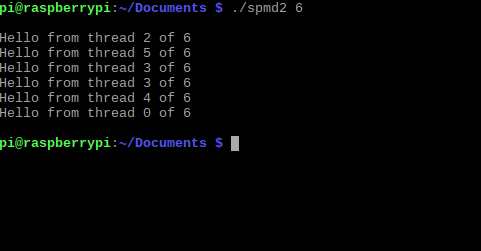 pi@raspberrypi:~/Documents $ ./spmd2 6
Hello from thread 2 of 6
Hello from thread 5 of 6
Hello from thread 3 of 6
Hello from thread 3 of 6
Hello from thread 4 of 6
Hello from thread 0 of 6
pi@raspberrypi:~/Documents $